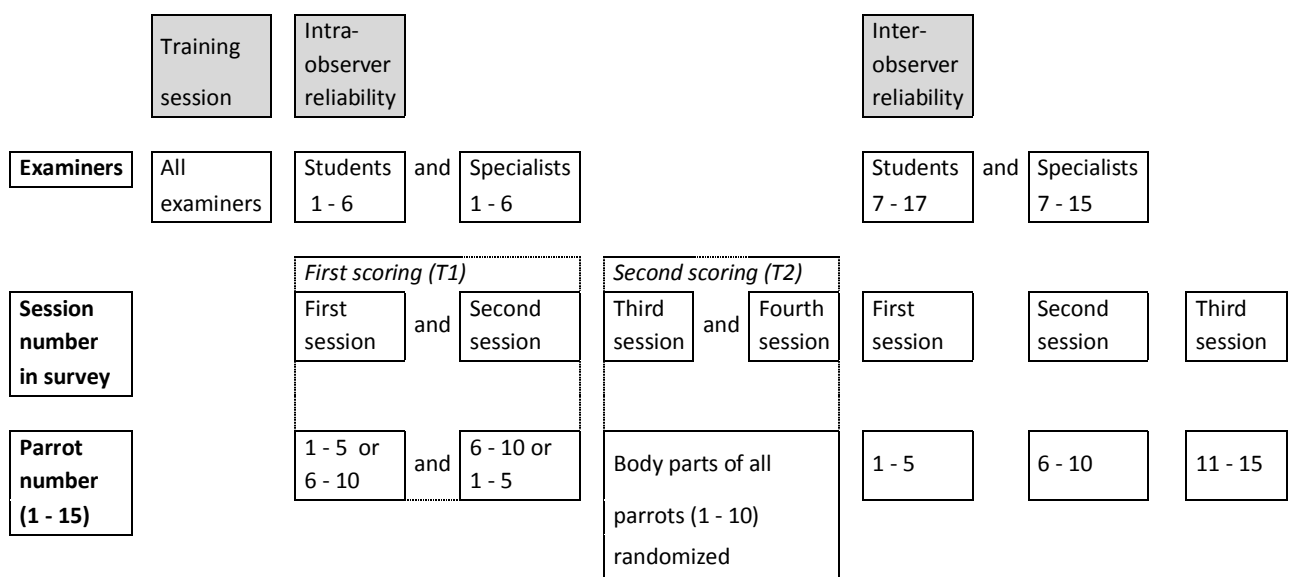 Training
session
Intra-
observer
reliability
Inter-
observer
reliability
Examiners
All
examiners
Students
1 - 6
and
Specialists
1 - 6
Students
7 - 17
and
Specialists
7 - 15
First scoring (T1)
Second scoring (T2)
Session
number
in survey
First
session
and
Second
session
Third
session
and
Fourth
session
First
session
Second
session
Third
session
Parrot
number
(1 - 15)
1 - 5 or
6 - 10
and
6 - 10 or
1 - 5
Body parts of all
parrots (1 - 10)
randomized
1 - 5
6 - 10
11 - 15